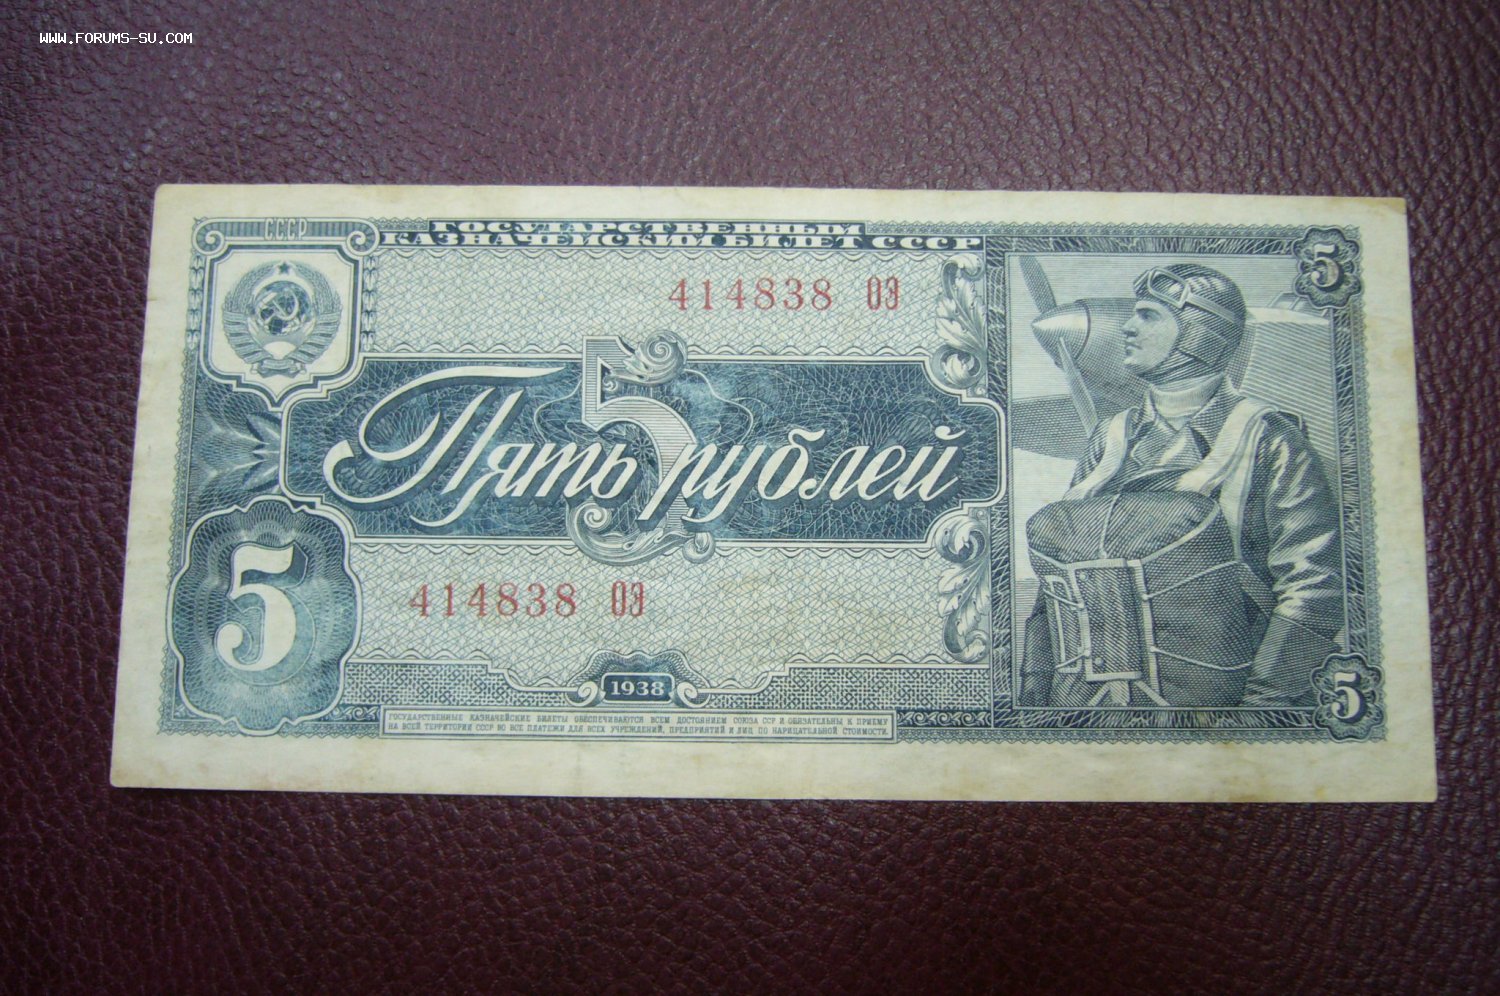 WWW.FORUMS-SU.COM
СССР
ГОСУДАРСТВЕННЫЙ
КАЗНАЧЕЙСКИЙ БИЛЕТ СССР
5
414838 ОЭ
5
Пять рублей
414838 ОЭ
5
1938
5
ГОСУДАРСТВЕННЫЕ КАЗНАЧЕЙСКИЕ БИЛЕТЫ ОБЕСПЕЧИВАЮТСЯ ВСЕМ ДОСТОЯНИЕМ СОЮЗА ССР И ОБЯЗАТЕЛЬНЫ К ПРИЕМУ
НА ВСЕЙ ТЕРРИТОРИИ СССР ВО ВСЕ ПЛАТЕЖИ ДЛЯ ВСЕХ УЧРЕЖДЕНИЙ, ПРЕДПРИЯТИЙ И ЛИЦ ПО НАРИЦАТЕЛЬНОЙ СТОИМОСТИ.